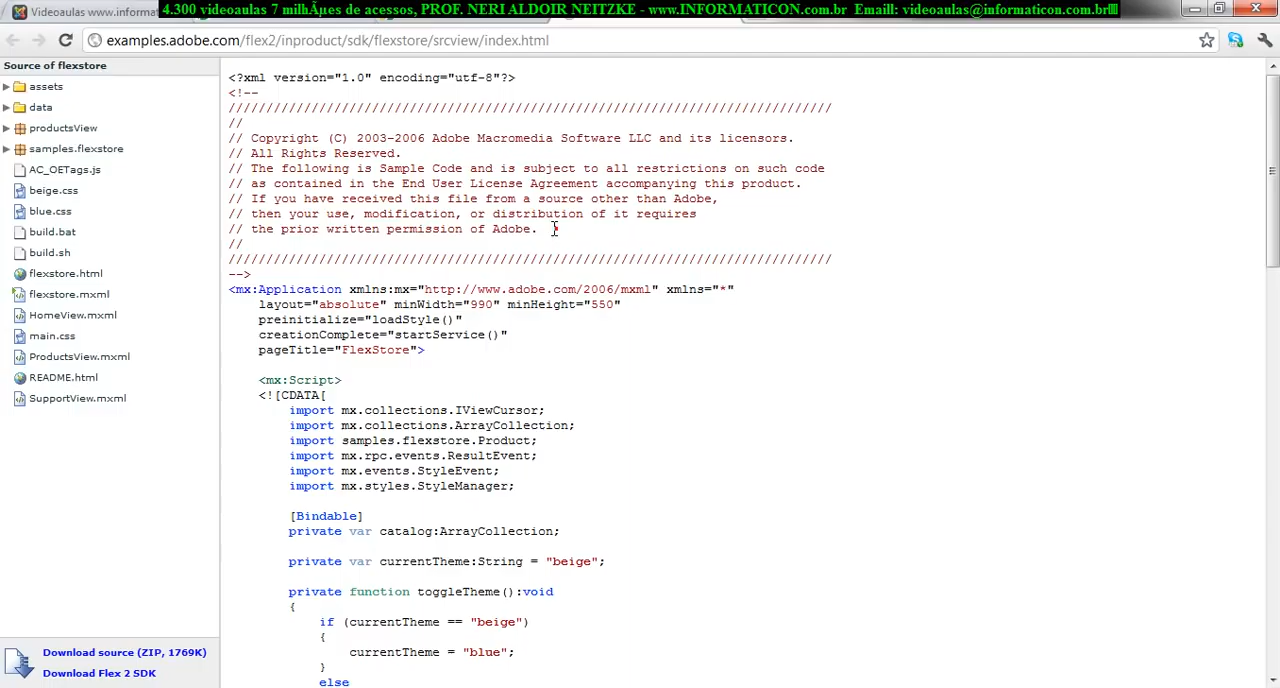 Videoaulas www.informat
4.300 videoaulas 7 milhÃµes de acessos, PROF. NERI ALDOIR NEITZKE - www.INFORMATICON.com.br Emaill: videoaulas@informaticon.com.br
examples.adobe.com/flex2/inproduct/sdk/flexstore/srcview/index.html
Source of flexstore
assets
data
productsView
samples.flexstore
AC_OETags.js
beige.css
blue.css
build.bat
build.sh
flexstore.html
flexstore.mxml
HomeView.mxml
main.css
ProductsView.mxml
README.html
SupportView.mxml
Download source (ZIP, 1769K)
Download Flex 2 SDK
<?xml version="1.0" encoding="utf-8"?>
<!--
////////////////////////////////////////////////////////////////////////////////
//
// Copyright (C) 2003-2006 Adobe Macromedia Software LLC and its licensors.
// All Rights Reserved.
// The following is Sample Code and is subject to all restrictions on such code
// as contained in the End User License Agreement accompanying this product.
// If you have received this file from a source other than Adobe,
// then your use, modification, or distribution of it requires
// the prior written permission of Adobe.
//
////////////////////////////////////////////////////////////////////////////////
-->
<mx:Application xmlns:mx="http://www.adobe.com/2006/mxml" xmlns="*"
layout="absolute" minWidth="990" minHeight="550"
preinitialize="loadStyle()"
creationComplete="startService()"
pageTitle="FlexStore">
<mx:Script>
<![CDATA[
import mx.collections.IViewCursor;
import mx.collections.ArrayCollection;
import samples.flexstore.Product;
import mx.rpc.events.ResultEvent;
import mx.events.StyleEvent;
import mx.styles.StyleManager;
[Bindable]
private var catalog:ArrayCollection;
private var currentTheme:String = "beige";
private function toggleTheme():void
{
if (currentTheme == "beige")
{
currentTheme = "blue";
}
else